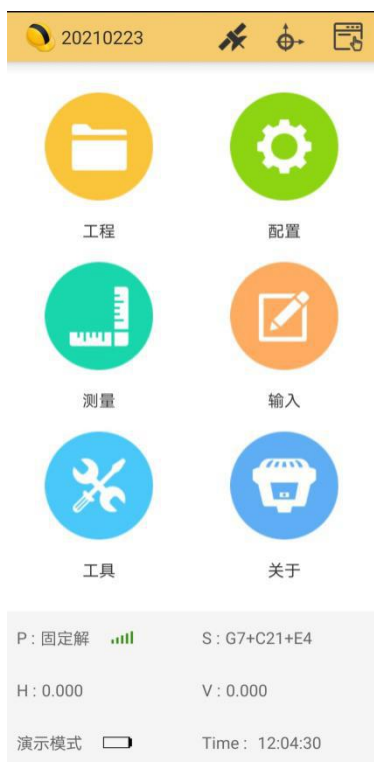 20210223
工程
配置
测量
输入
工具
关于
P : 固定解
S : G7+C21+E4
H : 0.000
V : 0.000
演示模式
Time : 12:04:30